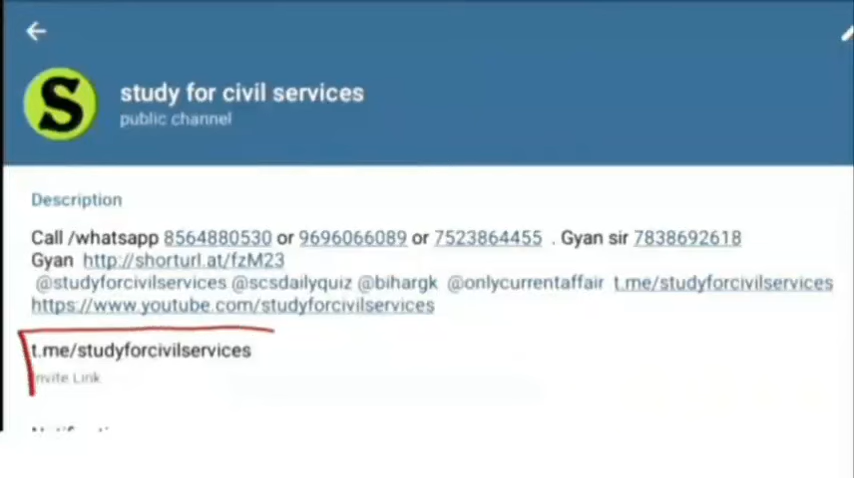 S
study for civil services
public channel
Description
Call /whatsapp 8564880530 or 9696066089 or 7523864455 . Gyan sir 7838692618
Gyan http://shorturl.at/fzM23
@studyforcivilservices @scsdailyquiz @bihargk @onlycurrentaffair t.me/studyforcivilservices
https://www.youtube.com/studyforcivilservices
t.me/studyforcivilservices
Invite Link